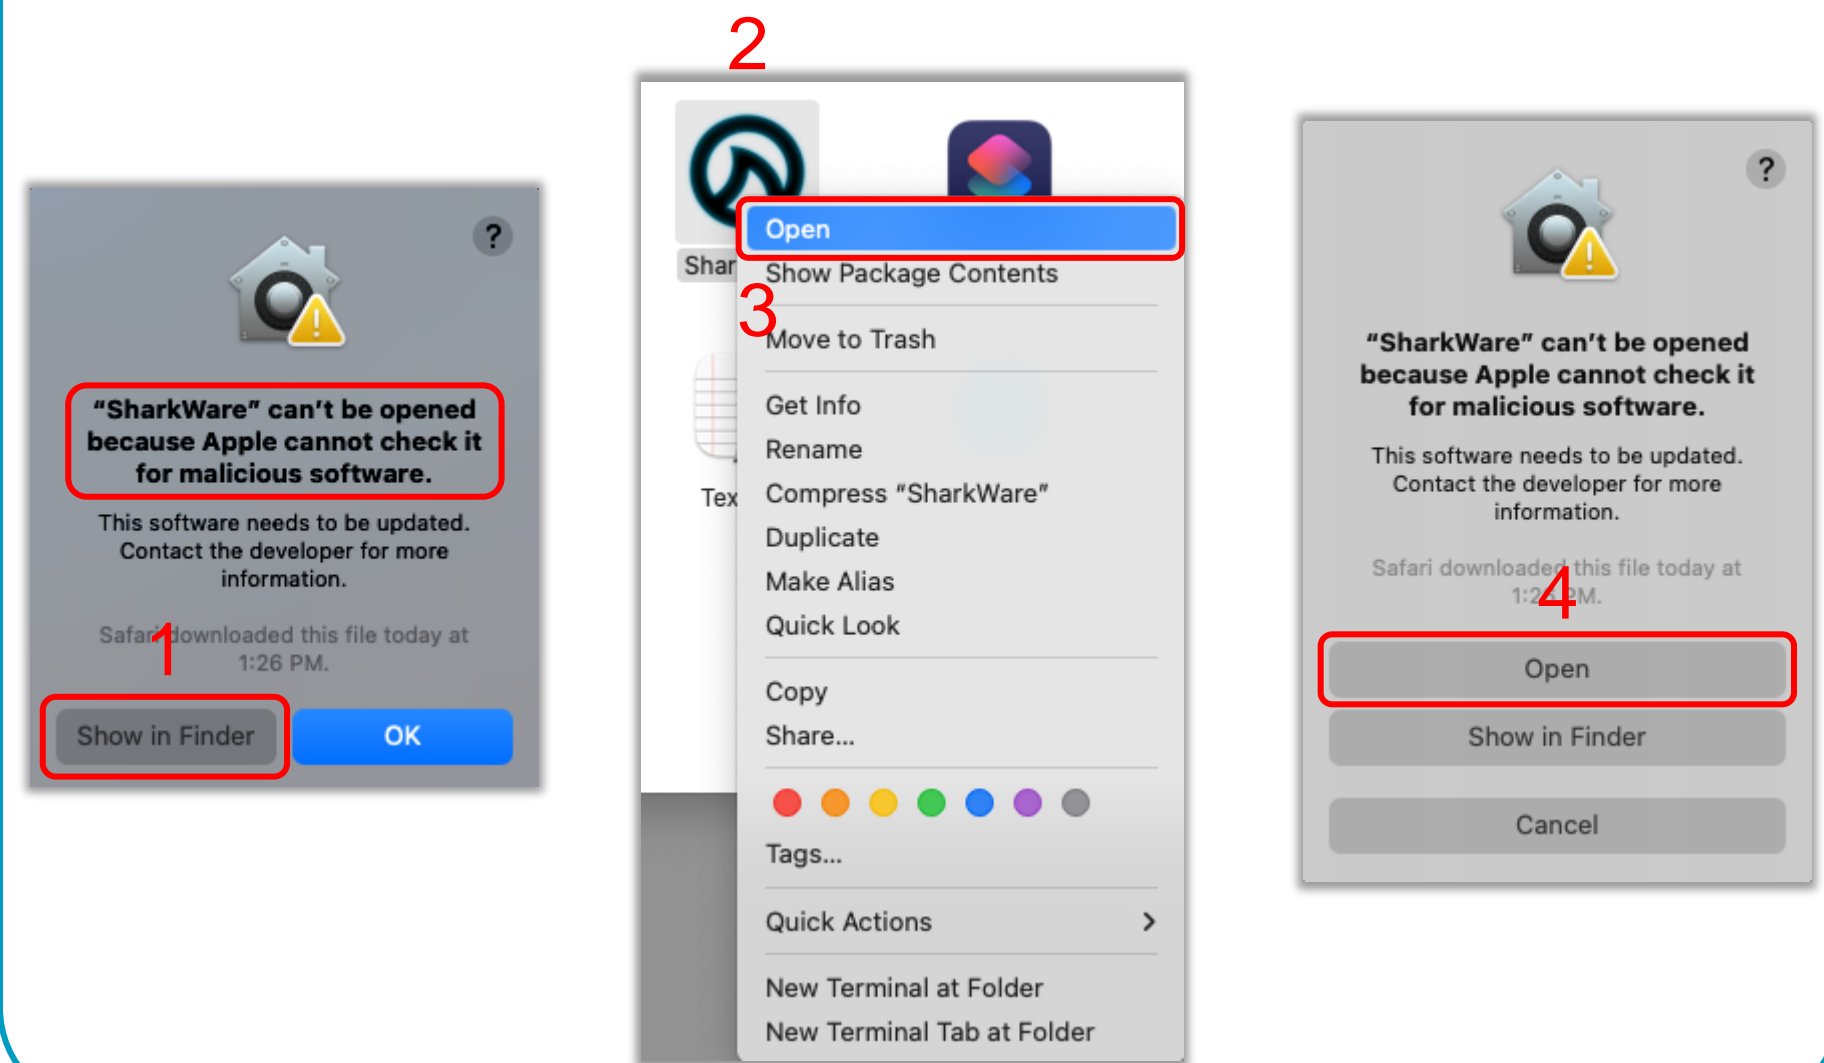 2
?
"SharkWare" can't be opened
because Apple cannot check it
for malicious software.
This software needs to be updated.
Contact the developer for more
information.
Safari downloaded this file today at
1:26 PM.
1
Show in Finder
OK
Shar
Tex
Open
Show Package Contents
3
Move to Trash
Get Info
Rename
Compress "SharkWare"
Duplicate
Make Alias
Quick Look
Copy
Share...
Tags...
Quick Actions
New Terminal at Folder
New Terminal Tab at Folder
?
"SharkWare" can't be opened
because Apple cannot check it
for malicious software.
This software needs to be updated.
Contact the developer for more
information.
Safari downloaded this file today at
1:26 PM.
4
Open
Show in Finder
Cancel